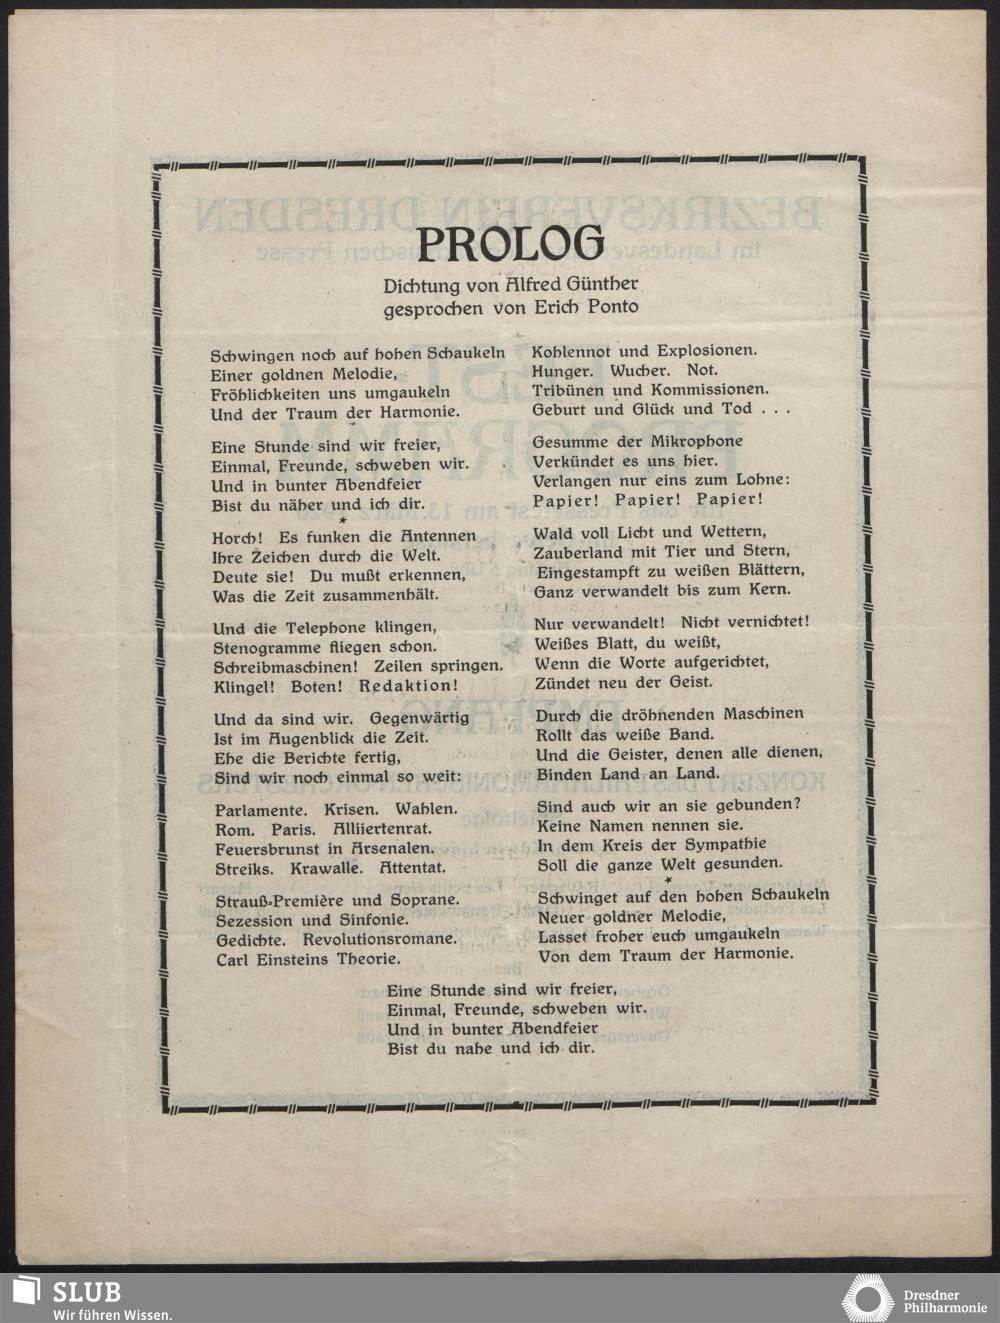 PROLOG
Dichtung von Alfred Günther
gesprochen von Erich Ponto
Schwingen noch auf hohen Schaukeln
Einer goldnen Melodie,
Fröhlichkeiten uns umgaukeln
Und der Traum der Harmonie.
Eine Stunde sind wir freier,
Einmal, Freunde, schweben wir.
Und in bunter Abendfeier
Bist du näher und ich dir.
*
Horch! Es funken die Antennen
Ihre Zeichen durch die Welt.
Deute sie! Du mußt erkennen,
Was die Zeit zusammenhält.
Und die Telephone klingen,
Stenogramme fliegen schon.
Schreibmaschinen! Zeilen springen.
Klingel! Boten! Redaktion!
Und da sind wir. Gegenwärtig
Ist im Augenblick die Zeit.
Ehe die Berichte fertig,
Sind wir noch einmal so weit:
Parlamente. Krisen. Wahlen.
Rom. Paris. Alliiertenrat.
Feuersbrunst in Arsenalen.
Streiks. Krawalle. Attentat.
Strauß-Première und Soprane.
Sezession und Sinfonie.
Gedichte. Revolutionsromane.
Carl Einsteins Theorie.
Kohlennot und Explosionen.
Hunger. Wucher. Not.
Tribünen und Kommissionen.
Geburt und Glück und Tod . . .
Gesumme der Mikrophone
Verkündet es uns hier.
Verlangen nur eins zum Lohne:
Papier! Papier! Papier!
Wald voll Licht und Wettern,
Zauberland mit Tier und Stern,
Eingestampft zu weißen Blättern,
Ganz verwandelt bis zum Kern.
Nur verwandelt! Nicht vernichtet!
Weißes Blatt, du weißt,
Wenn die Worte aufgerichtet,
Zündet neu der Geist.
Durch die dröhnenden Maschinen
Rollt das weiße Band.
Und die Geister, denen alle dienen,
Binden Land an Land.
Sind auch wir an sie gebunden?
Keine Namen nennen sie.
In dem Kreis der Sympathie
Soll die ganze Welt gesunden.
*
Schwinget auf den hohen Schaukeln
Neuer goldner Melodie,
Lasset froher euch umgaukeln
Von dem Traum der Harmonie.
Eine Stunde sind wir freier,
Einmal, Freunde, schweben wir.
Und in bunter Abendfeier
Bist du nahe und ich dir.
SLUB
Wir führen Wissen.
Dresdner
Philharmonie